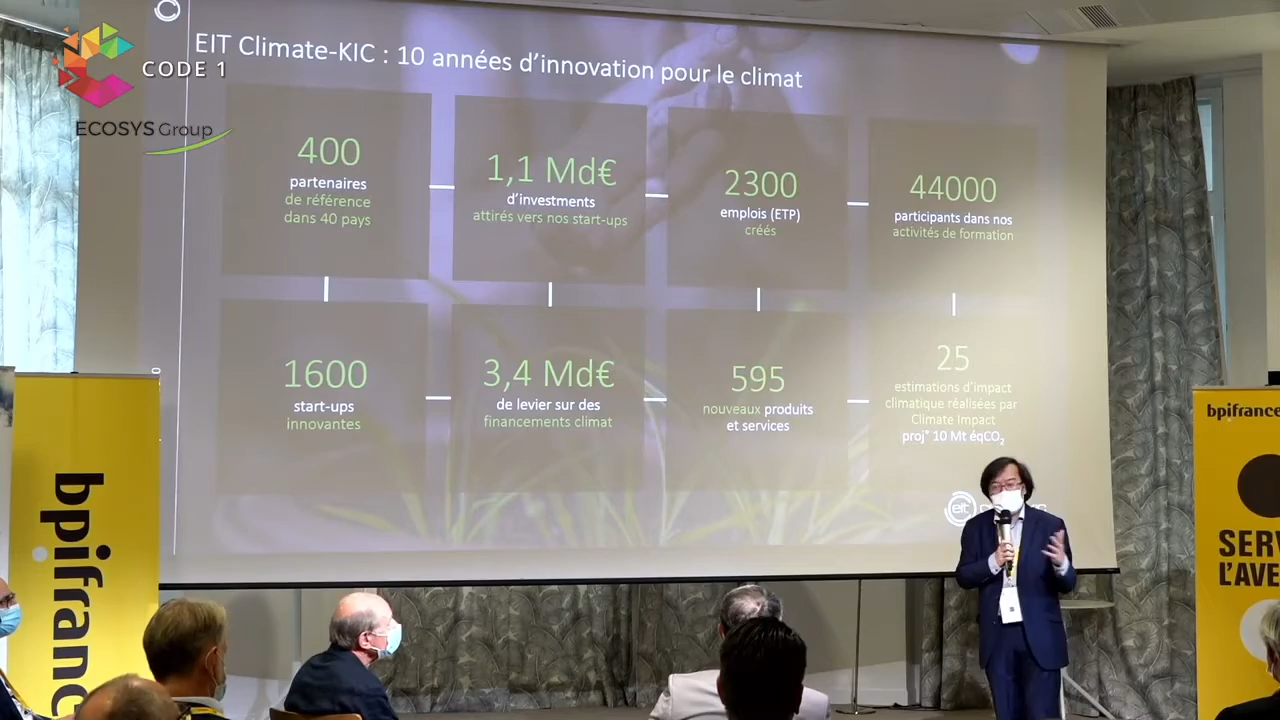 EIT Climate-KIC : 10 années d'innovation pour le climat
CODE 1
ECOSYS Group
400
partenaires
de référence
dans 40 pays
1,1 Md€
d'investments
attirés vers nos start-ups
2300
emplois (ETP)
créés
44000
participants dans nos
activités de formation
1600
start-ups
innovantes
3,4 Md€
de levier sur des
financements climat
595
nouveaux produits
et services
25
estimations d'impact
climatique réalisées par
Climate Impact
proj° 10 Mt éqCO₂
eit
bpifranc
bpifrance
SERV
L'AVE